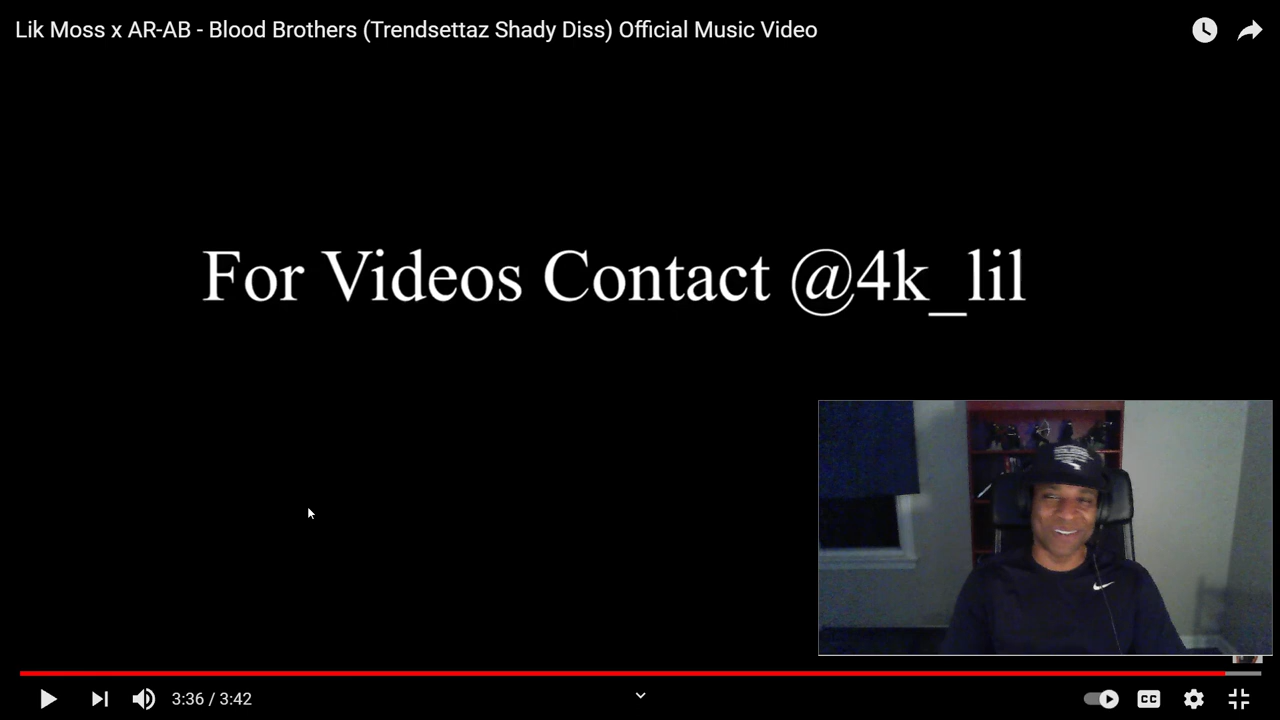 Lik Moss x AR-AB - Blood Brothers (Trendsettaz Shady Diss) Official Music Video
For Videos Contact @4k_lil
3:36 / 3:42
CC